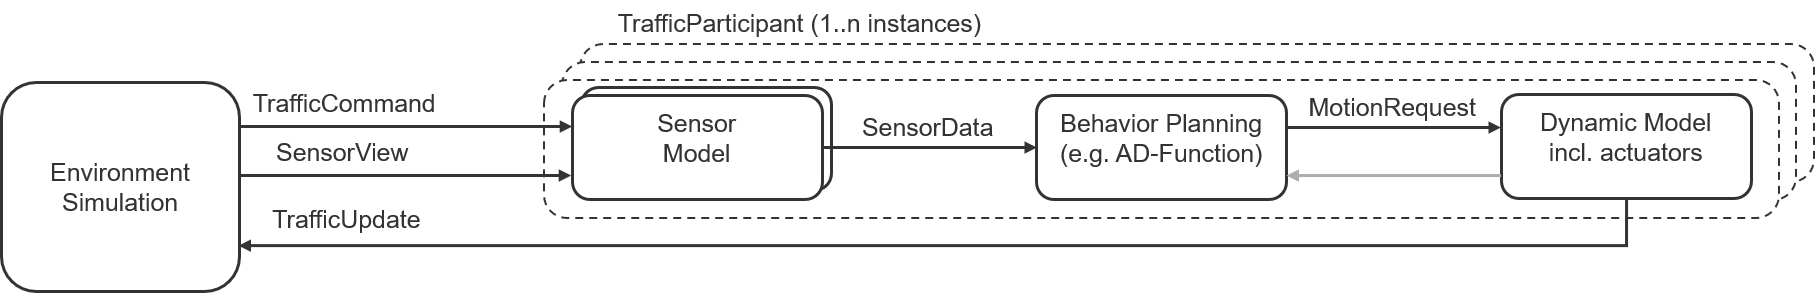 TrafficParticipant (1..n instances)
TrafficCommand
SensorView
TrafficUpdate
Environment
Simulation
Sensor
Model
SensorData
Behavior Planning
(e.g. AD-Function)
MotionRequest
Dynamic Model
incl. actuators